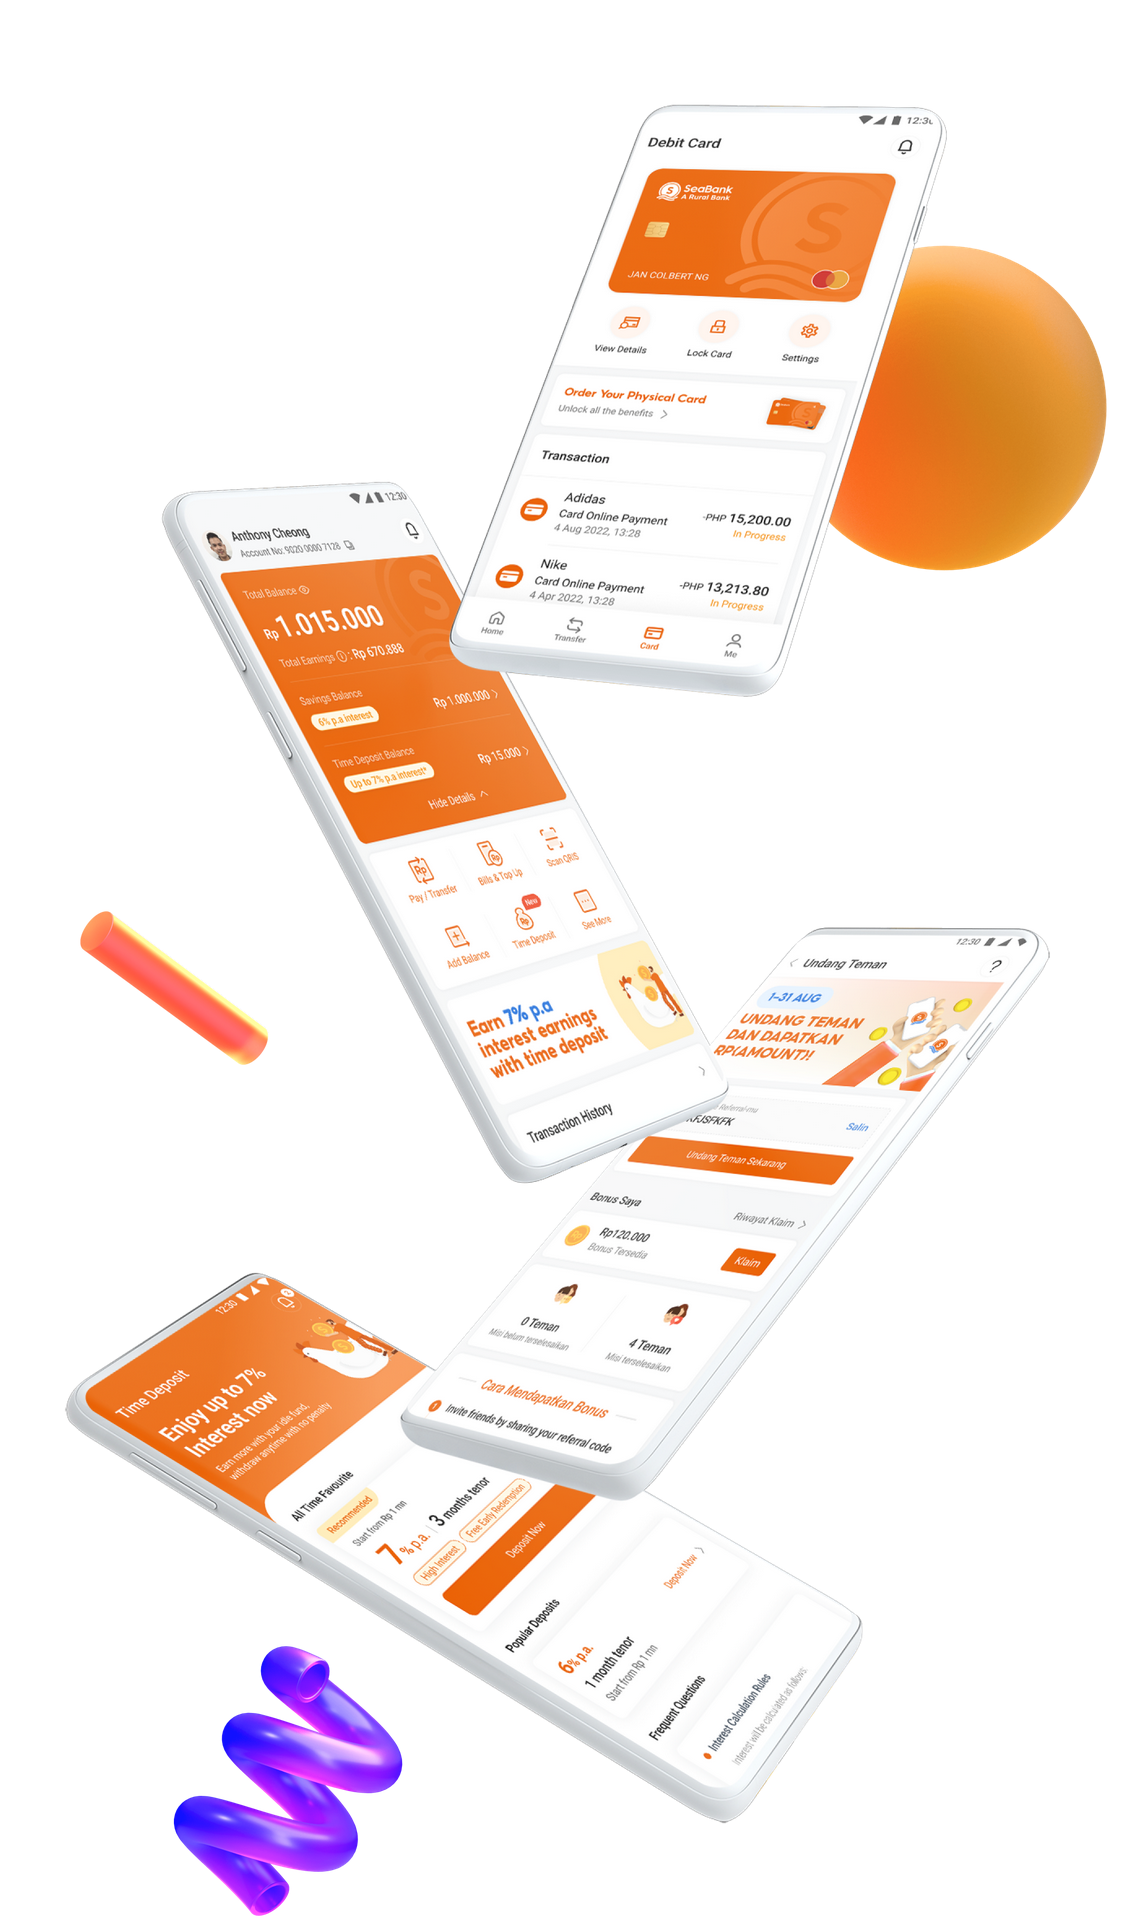 12:30
Debit Card
SeaBank
A Rural Bank
JAN COLBERT NG
View Details
Lock Card
Settings
Order Your Physical Card
Unlock all the benefits
Transaction
Adidas
Card Online Payment
4 Aug 2022, 13:28
-PHP 15,200.00
In Progress
Nike
Card Online Payment
4 Apr 2022, 13:28
-PHP 13,213.80
In Progress
Home
Transfer
Card
Me
12:30
Anthony Cheong
Account No: 9020 0000 7128
Total Balance
Rp 1.015.000
Total Earnings : Rp 670.888
Savings Balance
6% p.a interest
Rp 1.000.000
Time Deposit Balance
Up to 7% p.a interest*
Rp 15.000
Hide Details
Pay / Transfer
Bills & Top Up
Scan QRIS
Add Balance
New
Time Deposit
See More
Earn 7% p.a
interest earnings
with time deposit
Transaction History
12:30
Undang Teman
1-31 AUG
UNDANG TEMAN
DAN DAPATKAN
RP(AMOUNT)!
Referral-mu
KFJSFKFK
Salin
Undang Teman Sekarang
Bonus Saya
Riwayat Klaim
Rp120.000
Bonus Tersedia
Klaim
0 Teman
Misi belum terselesaikan
4 Teman
Misi terselesaikan
Cara Mendapatkan Bonus
Invite friends by sharing your referral code
12:30
Time Deposit
Enjoy up to 7%
Interest now
Earn more with your idle fund,
withdraw anytime with no penalty
All Time Favourite
Recommended
Start from Rp 1 mn
7% p.a.
3 months tenor
High Interest
Free Early Redemption
Deposit Now
Popular Deposits
6% p.a.
1 month tenor
Start from Rp 1 mn
Deposit Now
Frequent Questions
Interest Calculation Rules
Interest will be calculated as follows: